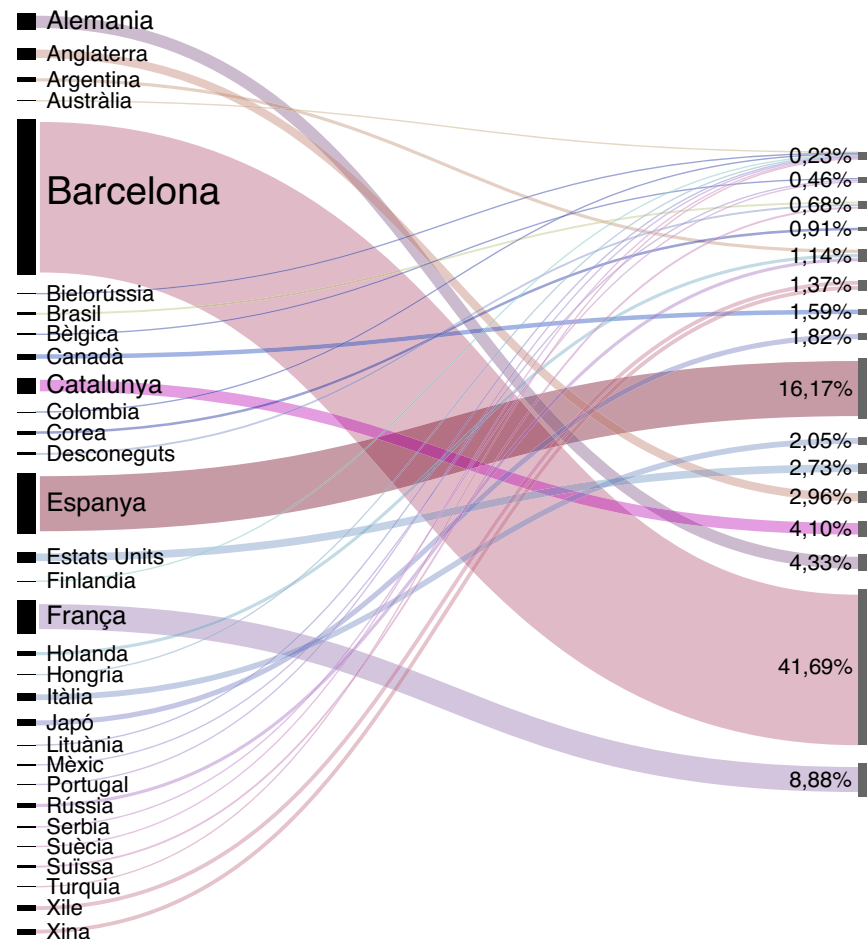 Alemania
Anglaterra
Argentina
Austràlia
Barcelona
Bielorússia
Brasil
Bèlgica
Canadà
Catalunya
Colombia
Corea
Desconeguts
Espanya
Estats Units
Finlandia
França
Holanda
Hongria
Itàlia
Japó
Lituània
Mèxic
Portugal
Rússia
Serbia
Suècia
Suïssa
Turquia
Xile
Xina
0,23%
0,46%
0,68%
0,91%
1,14%
1,37%
1,59%
1,82%
16,17%
2,05%
2,73%
2,96%
4,10%
4,33%
41,69%
8,88%